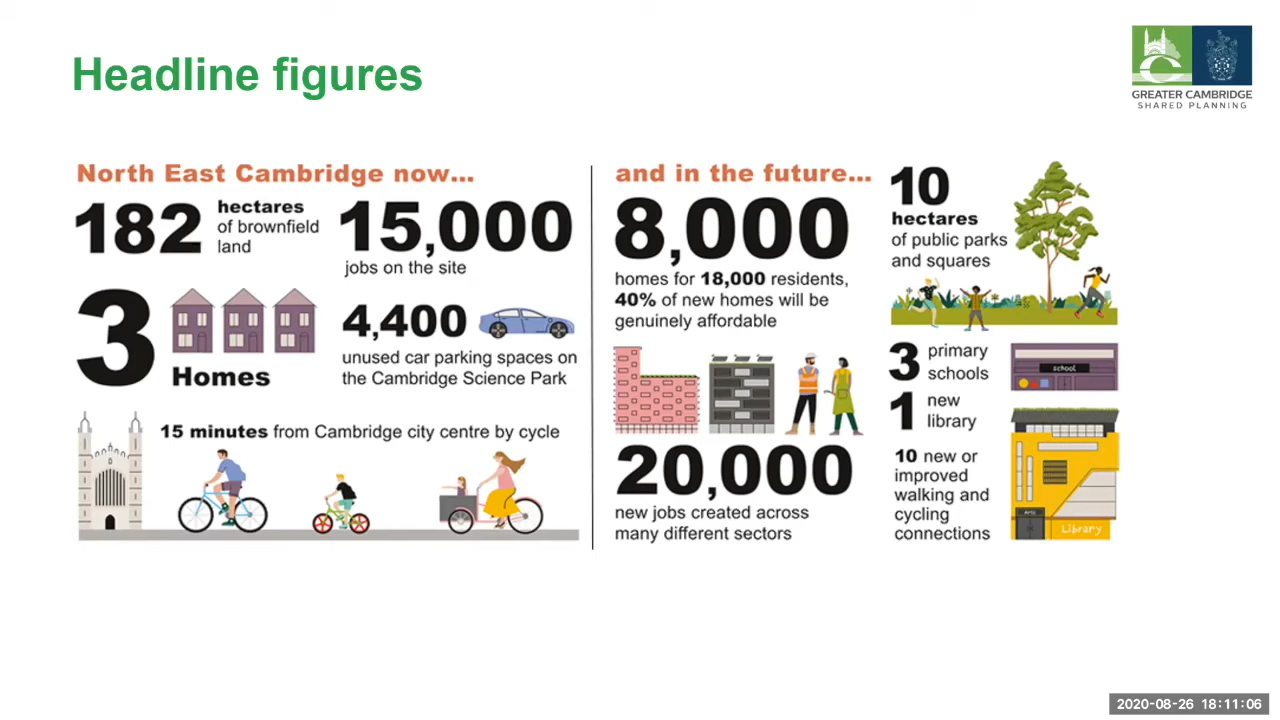 Headline figures
GREATER CAMBRIDGE
SHARED PLANNING
North East Cambridge now...
182
hectares
of brownfield
land
15,000
jobs on the site
3
Homes
4,400
unused car parking spaces on
the Cambridge Science Park
15 minutes from Cambridge city centre by cycle
and in the future...
8,000
homes for 18,000 residents,
40% of new homes will be
genuinely affordable
20,000
new jobs created across
many different sectors
10
hectares
of public parks
and squares
3
primary
schools
school
1
new
library
10 new or
improved
walking and
cycling
connections
Arts
Library
2020-08-26 18:11:06